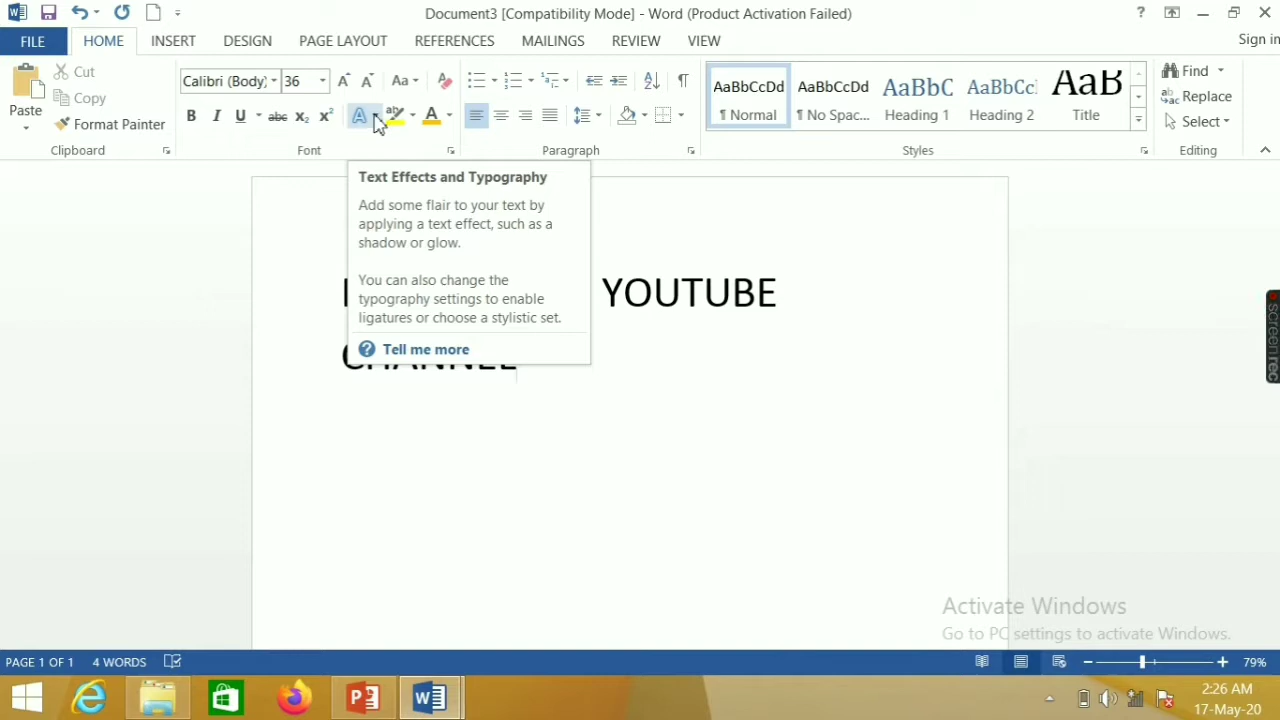 Document3 [Compatibility Mode] - Word (Product Activation Failed)
FILE HOME INSERT DESIGN PAGE LAYOUT REFERENCES MAILINGS REVIEW VIEW Sign in
Paste
Cut
Copy
Format Painter
Clipboard
Calibri (Body) 36
Font
Paragraph
AaBbCcDd AaBbCcDd AaBbC AaBbCc AaB
¶ Normal ¶ No Spac... Heading 1 Heading 2 Title
Styles
Find
Replace
Select
Editing
Text Effects and Typography
Add some flair to your text by
applying a text effect, such as a
shadow or glow.
You can also change the
typography settings to enable
ligatures or choose a stylistic set.
Tell me more
YOUTUBE
CHANNEL
screenrec
Activate Windows
Go to PC settings to activate Windows.
PAGE 1 OF 1 4 WORDS 79%
2:26 AM
17-May-20